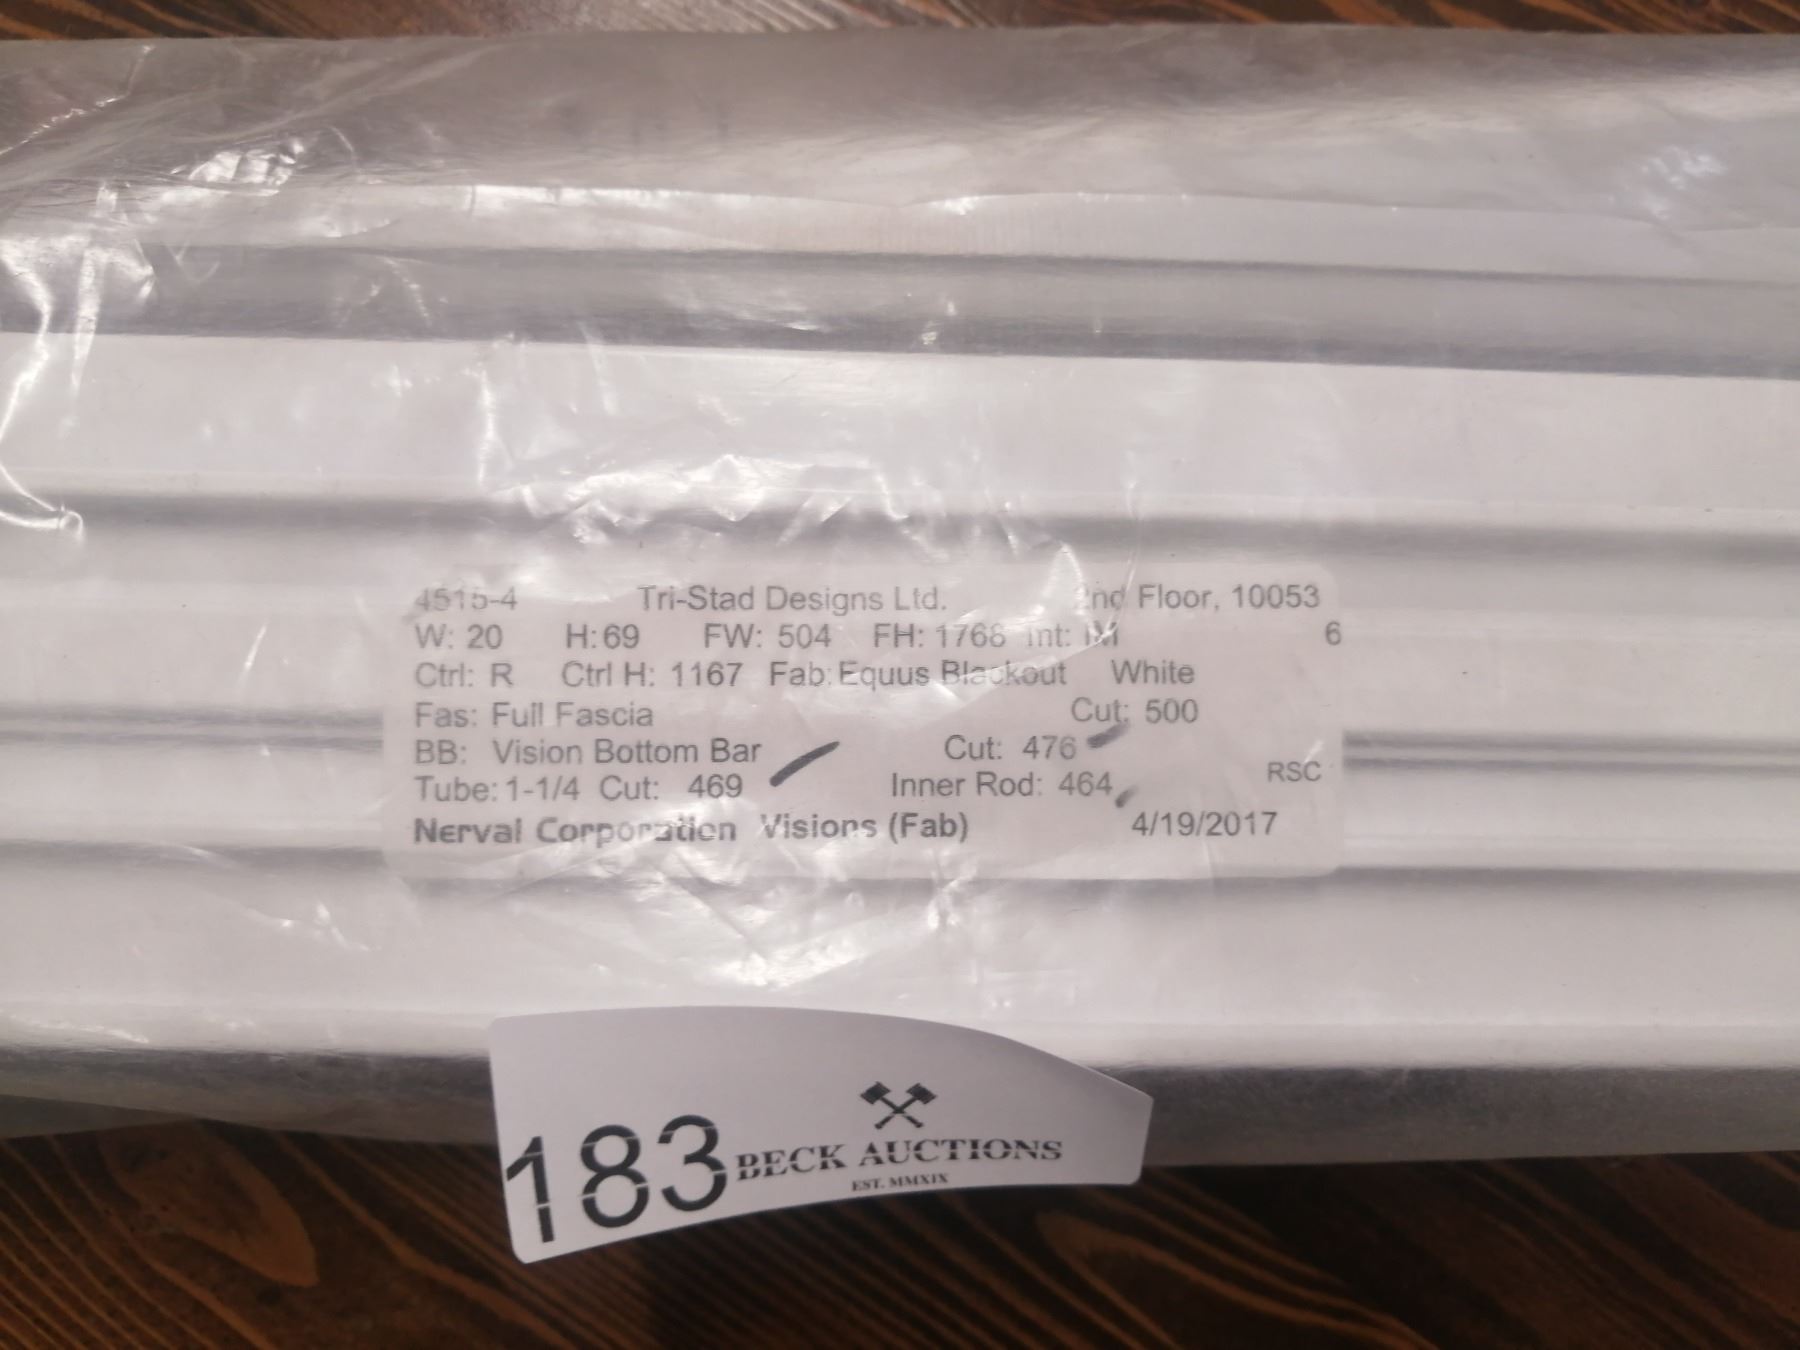 4515-4 Tri-Stad Designs Ltd. 2nd Floor, 10053
W: 20 H: 69 FW: 504 FH: 1768 Int: IM 6
Ctrl: R Ctrl H: 1167 Fab: Equus Blackout White
Fas: Full Fascia Cut: 500
BB: Vision Bottom Bar Cut: 476
Tube: 1-1/4 Cut: 469 Inner Rod: 464 RSC
Nerval Corporation Visions (Fab) 4/19/2017
183 BECK AUCTIONS
EST. MMXIX